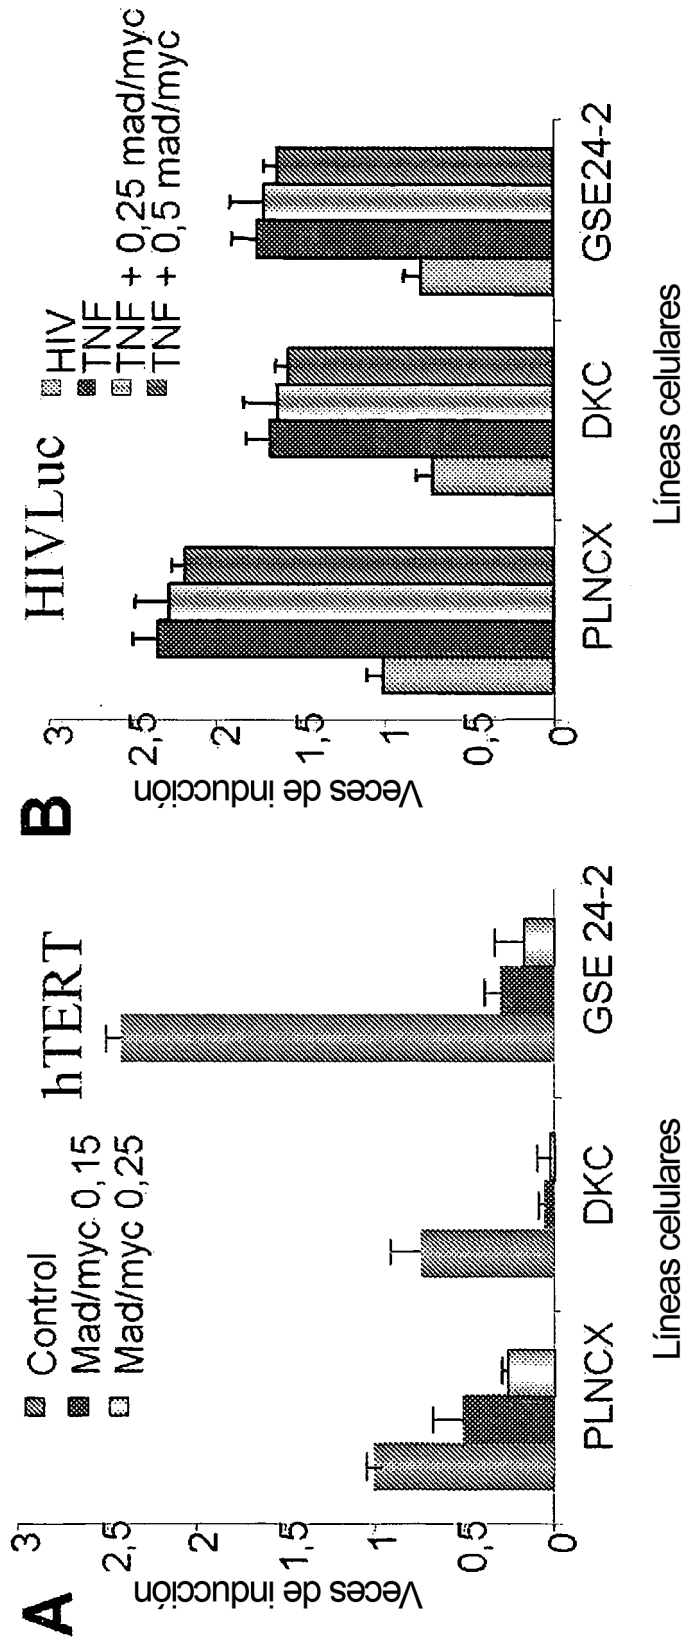 A
hTERT
Control
Mad/myc 0,15
Mad/myc 0,25
Veces de inducción
3
2,5
2
1,5
1
0,5
0
PLNCX
DKC
GSE 24-2
Líneas celulares
B
HIVLuc
HIV
TNF
TNF + 0,25 mad/myc
TNF + 0,5 mad/myc
Veces de inducción
3
2,5
2
1,5
1
0,5
0
PLNCX
DKC
GSE24-2
Líneas celulares